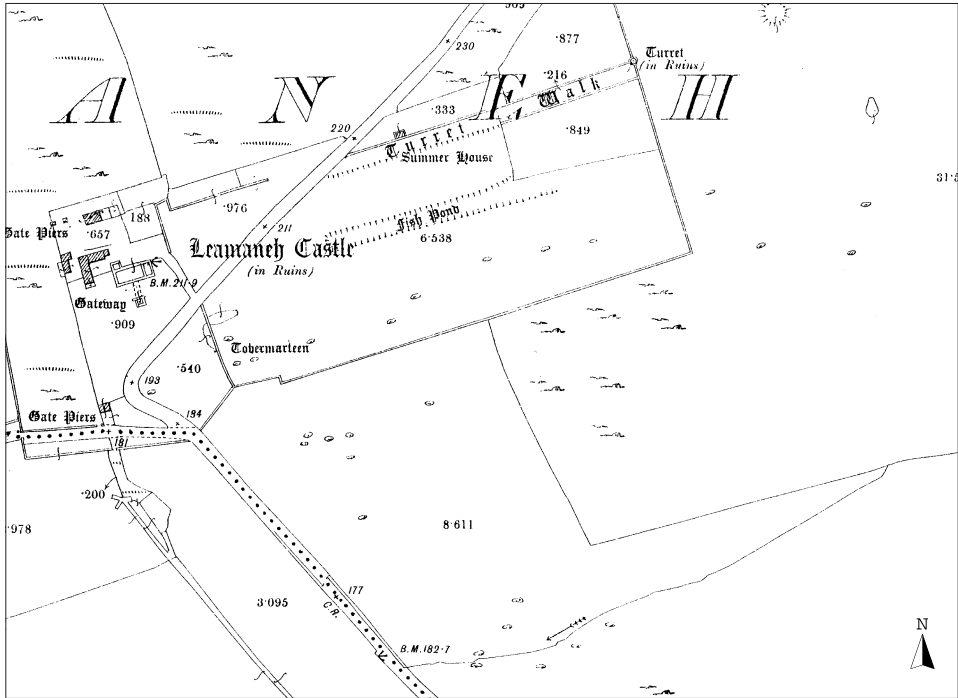 ·877
230
Turret
(in Ruins)
·216
A N E H
Walk
·333
220
Turret
·849
Summer House
31·5
·976
188
Fish Pond
Gate Piers
·657
211
6·538
Leamaneh Castle
(in Ruins)
B.M.211·9
Gateway
·909
Tobermarteen
·540
193
Gate Piers
184
181
·200
·978
8·611
177
3·095
C.R.
B.M.182·7
N